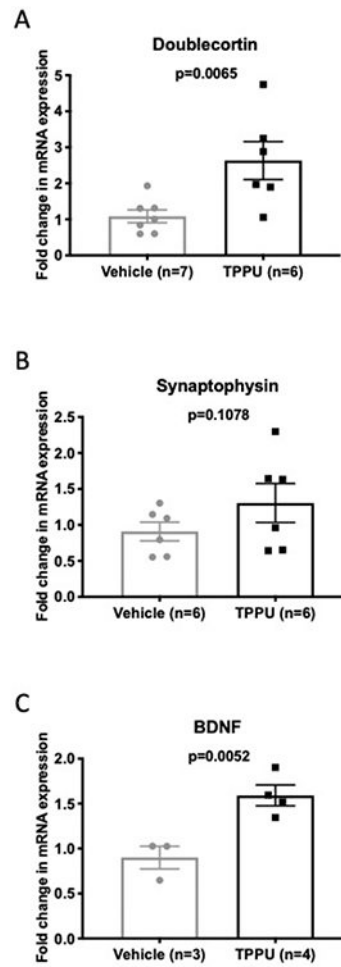 A
Doublecortin
p=0.0065
Fold change in mRNA expression
5
4
3
2
1
0
Vehicle (n=7) TPPU (n=6)
B
Synaptophysin
p=0.1078
Fold change in mRNA expression
2.5
2.0
1.5
1.0
0.5
0.0
Vehicle (n=6) TPPU (n=6)
C
BDNF
p=0.0052
Fold change in mRNA expression
2.0
1.5
1.0
0.5
0.0
Vehicle (n=3) TPPU (n=4)